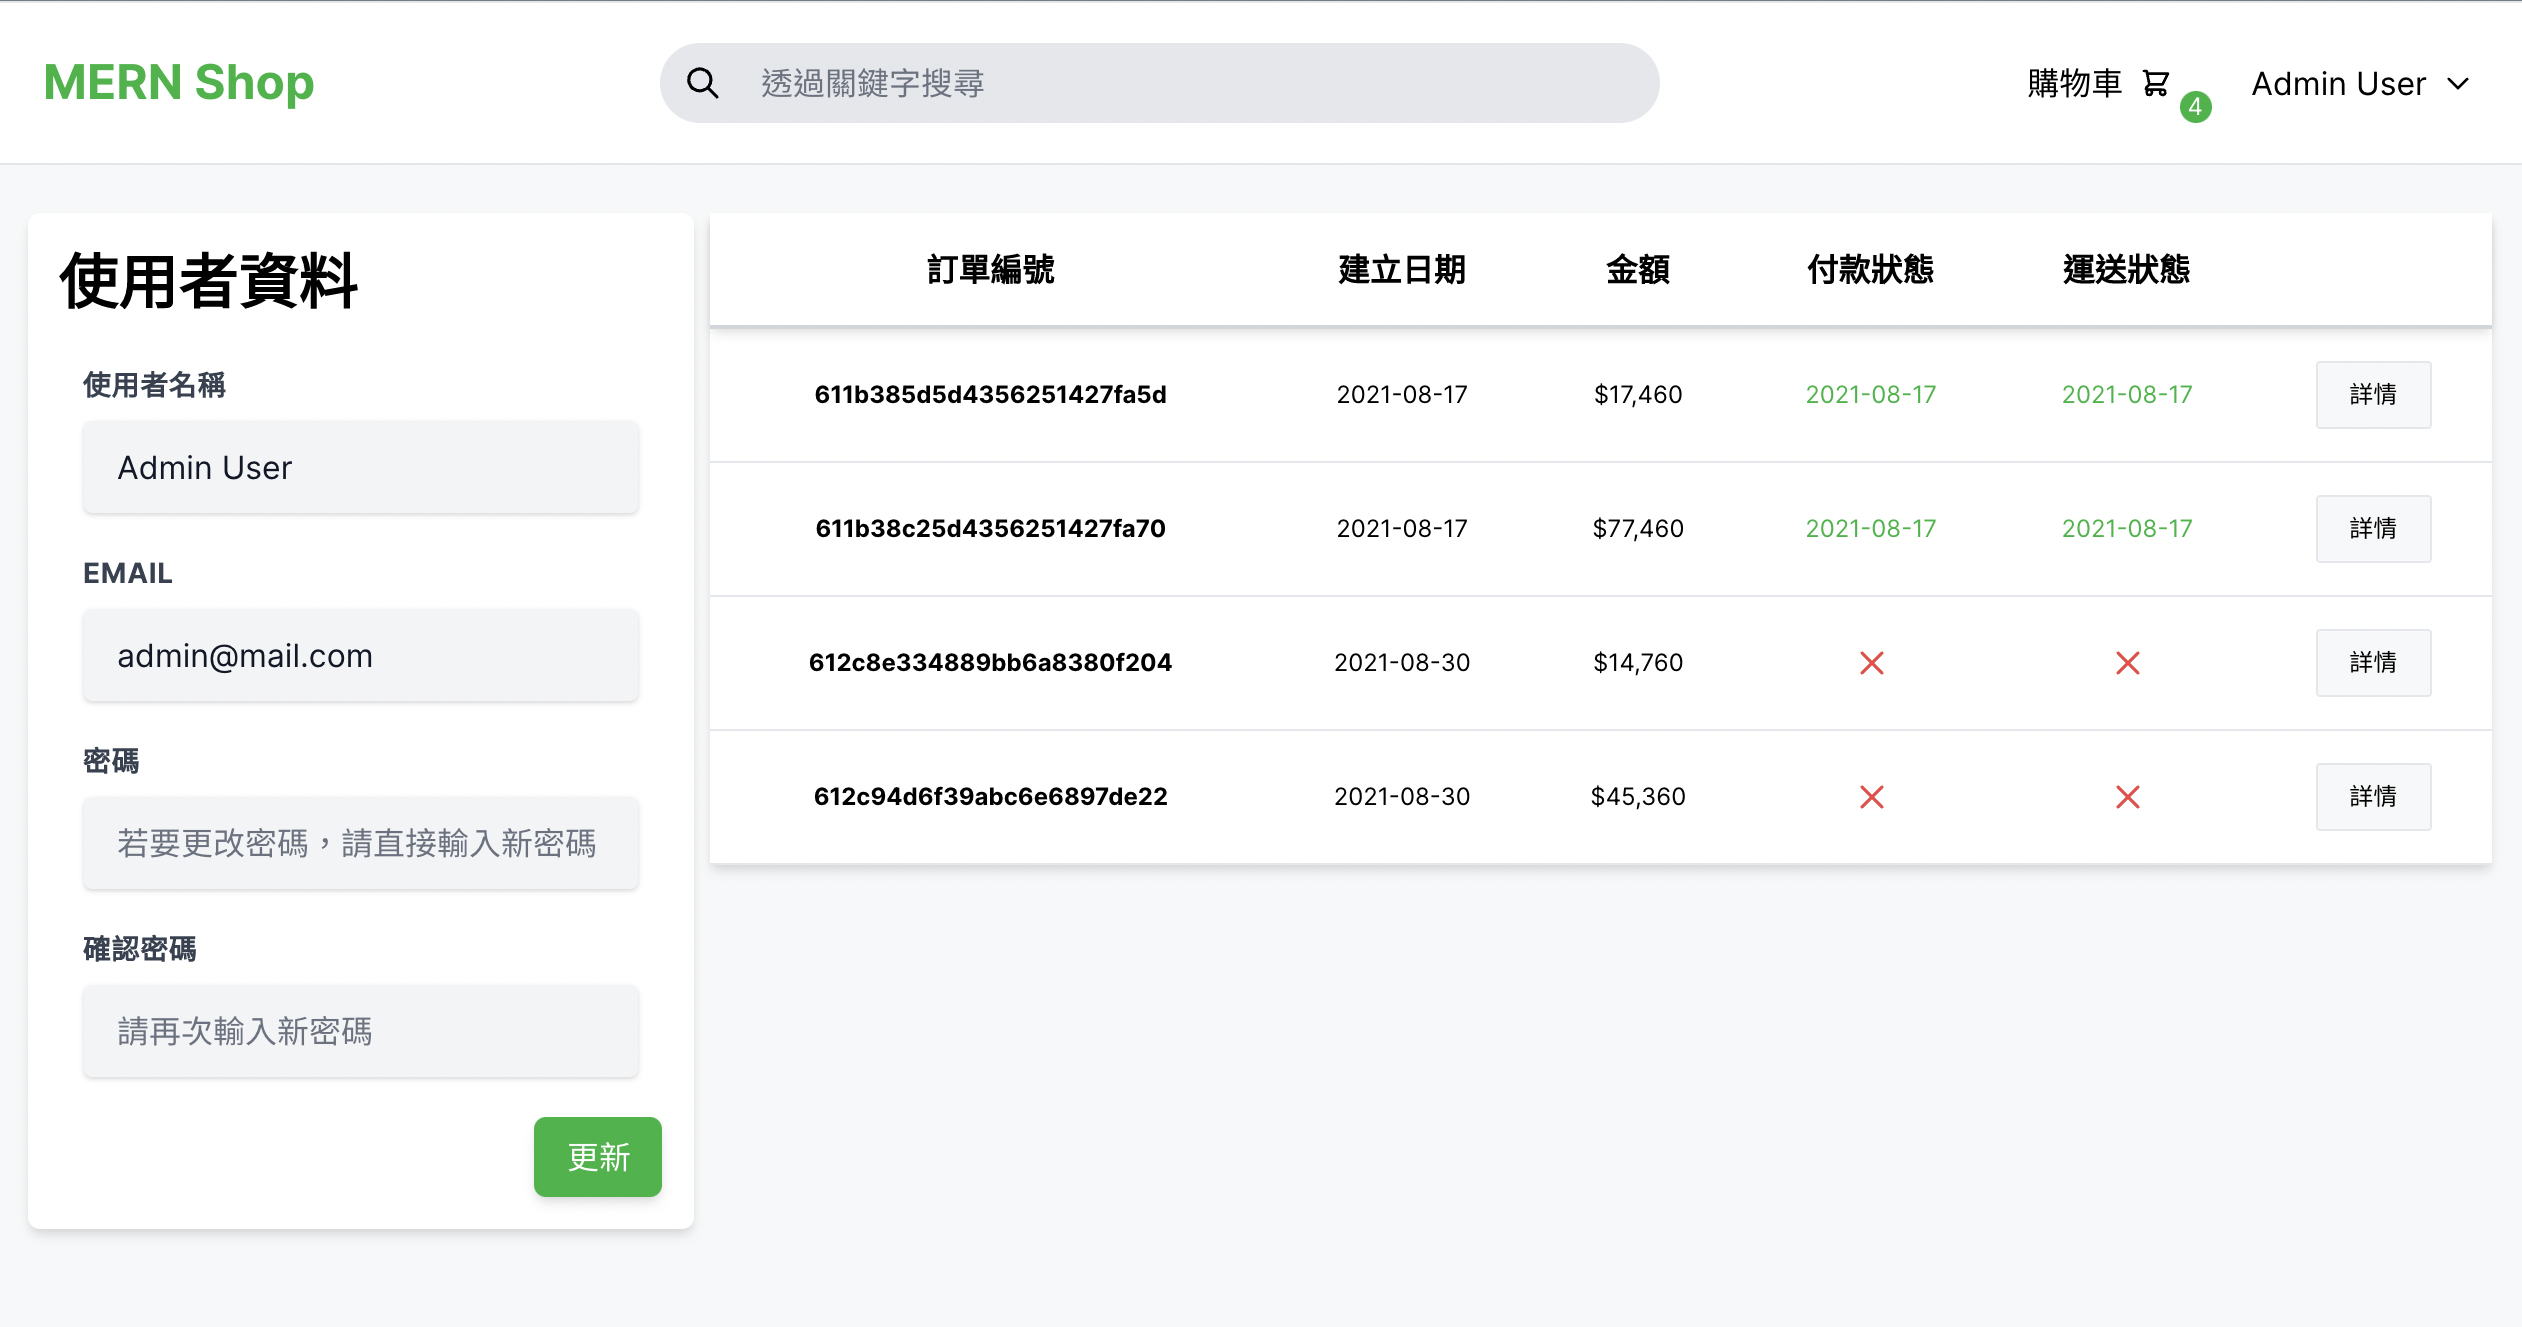 MERN Shop
透過關鍵字搜尋
購物車 4
Admin User
使用者資料
使用者名稱
Admin User
EMAIL
admin@mail.com
密碼
若要更改密碼，請直接輸入新密碼
確認密碼
請再次輸入新密碼
更新
訂單編號 建立日期 金額 付款狀態 運送狀態
611b385d5d4356251427fa5d 2021-08-17 $17,460 2021-08-17 2021-08-17 詳情
611b38c25d4356251427fa70 2021-08-17 $77,460 2021-08-17 2021-08-17 詳情
612c8e334889bb6a8380f204 2021-08-30 $14,760 詳情
612c94d6f39abc6e6897de22 2021-08-30 $45,360 詳情